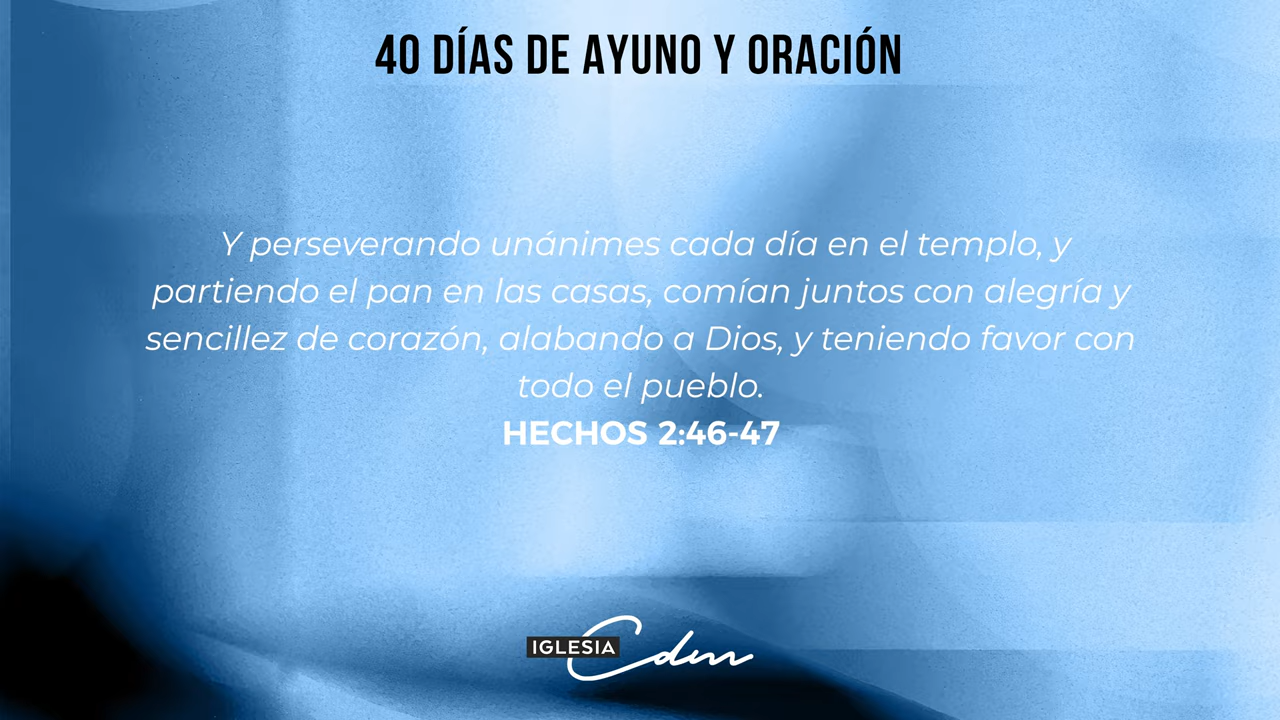 40 DÍAS DE AYUNO Y ORACIÓN
Y perseverando unánimes cada día en el templo, y
partiendo el pan en las casas, comían juntos con alegría y
sencillez de corazón, alabando a Dios, y teniendo favor con
todo el pueblo.
HECHOS 2:46-47
IGLESIA Cdm